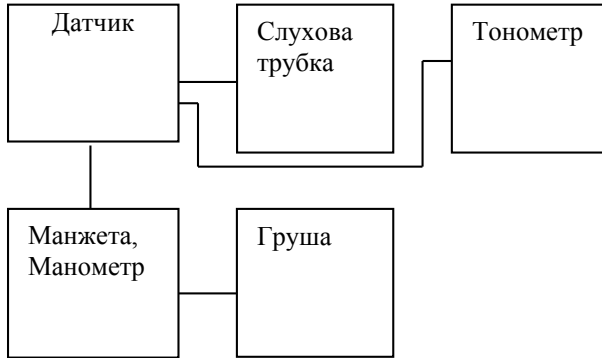 Датчик
Слухова
трубка
Тонометр
Манжета,
Манометр
Груша